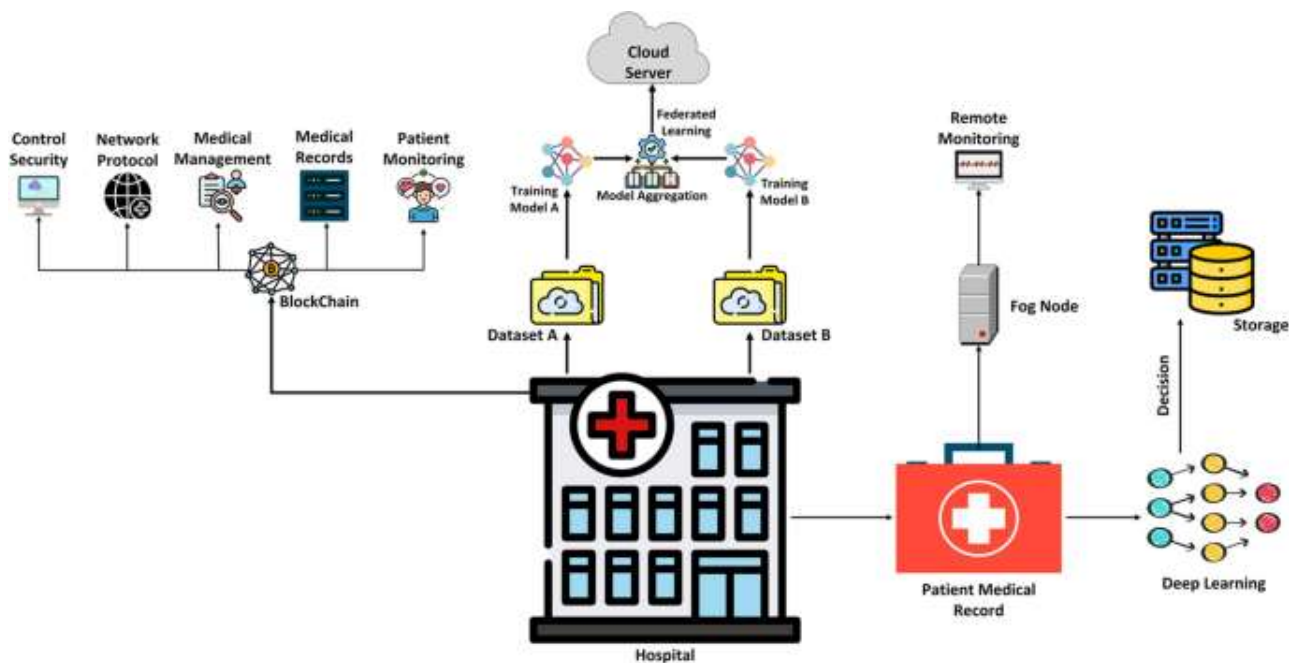 Cloud
Server
Federated
Learning
Control
Security
Network
Protocol
Medical
Management
Medical
Records
Patient
Monitoring
Remote
Monitoring
Training
Model A
Model Aggregation
Training
Model B
B
BlockChain
Dataset A
Dataset B
Fog Node
Storage
Decision
Patient Medical
Record
Deep Learning
Hospital